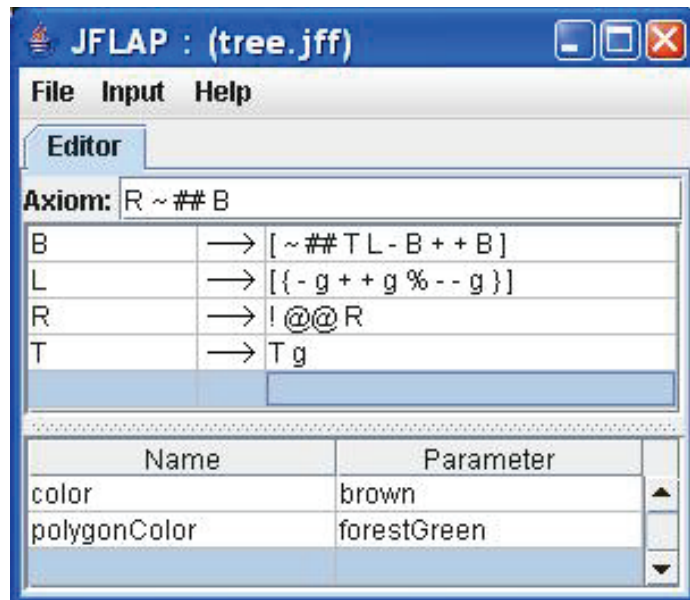 JFLAP : (tree.jff)
File Input Help
Editor
Axiom: R ~ ## B
B → [ ~ ## T L - B + + B ]
L → [{ - g + + g % - - g }]
R → ! @@ R
T → T g
Name Parameter
color brown
polygonColor forestGreen